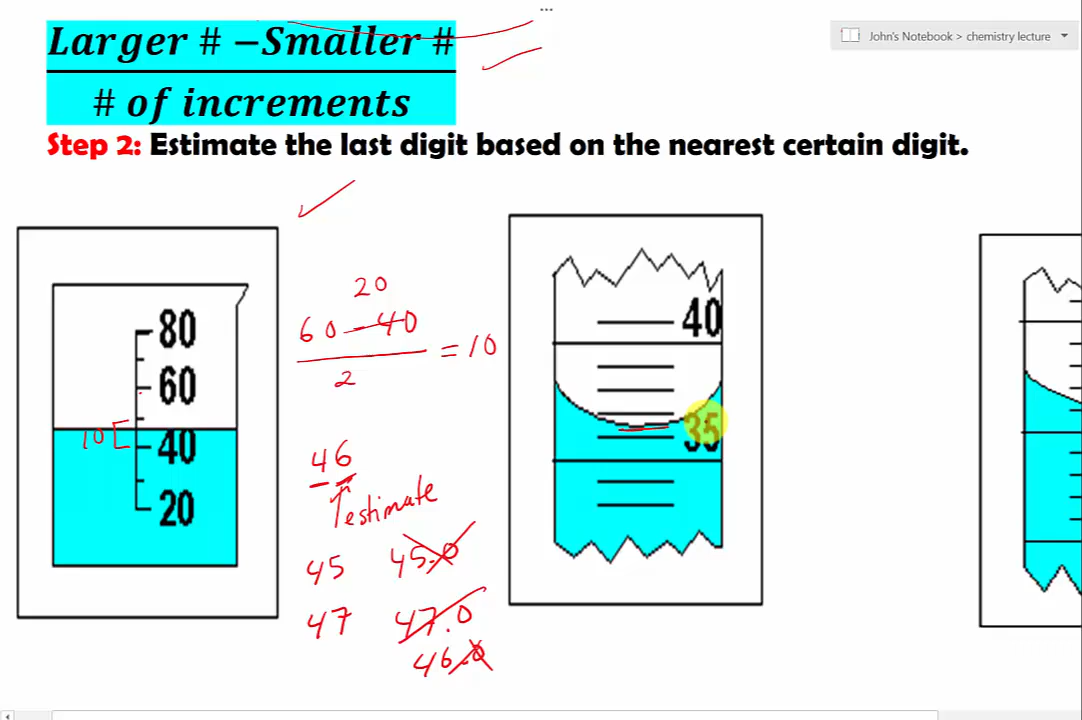 Larger # −Smaller #
# of increments
John's Notebook > chemistry lecture
Step 2: Estimate the last digit based on the nearest certain digit.
80
60
40
20
10
20
60 - 40
2
= 10
46
estimate
45 45.0
47 47.0
46.0
40
35